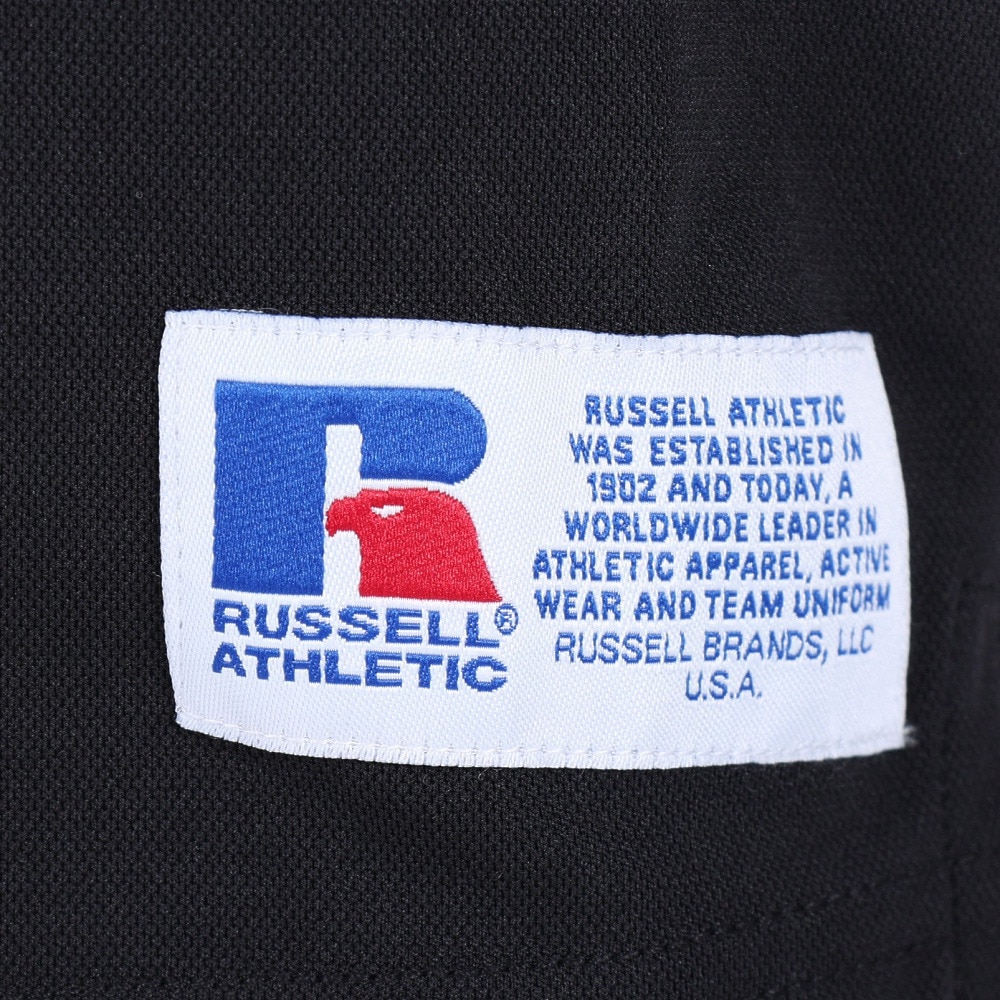 RUSSELL®
ATHLETIC
RUSSELL ATHLETIC
WAS ESTABLISHED IN
1902 AND TODAY, A
WORLDWIDE LEADER IN
ATHLETIC APPAREL, ACTIVE
WEAR AND TEAM UNIFORM
RUSSELL BRANDS, LLC
U.S.A.